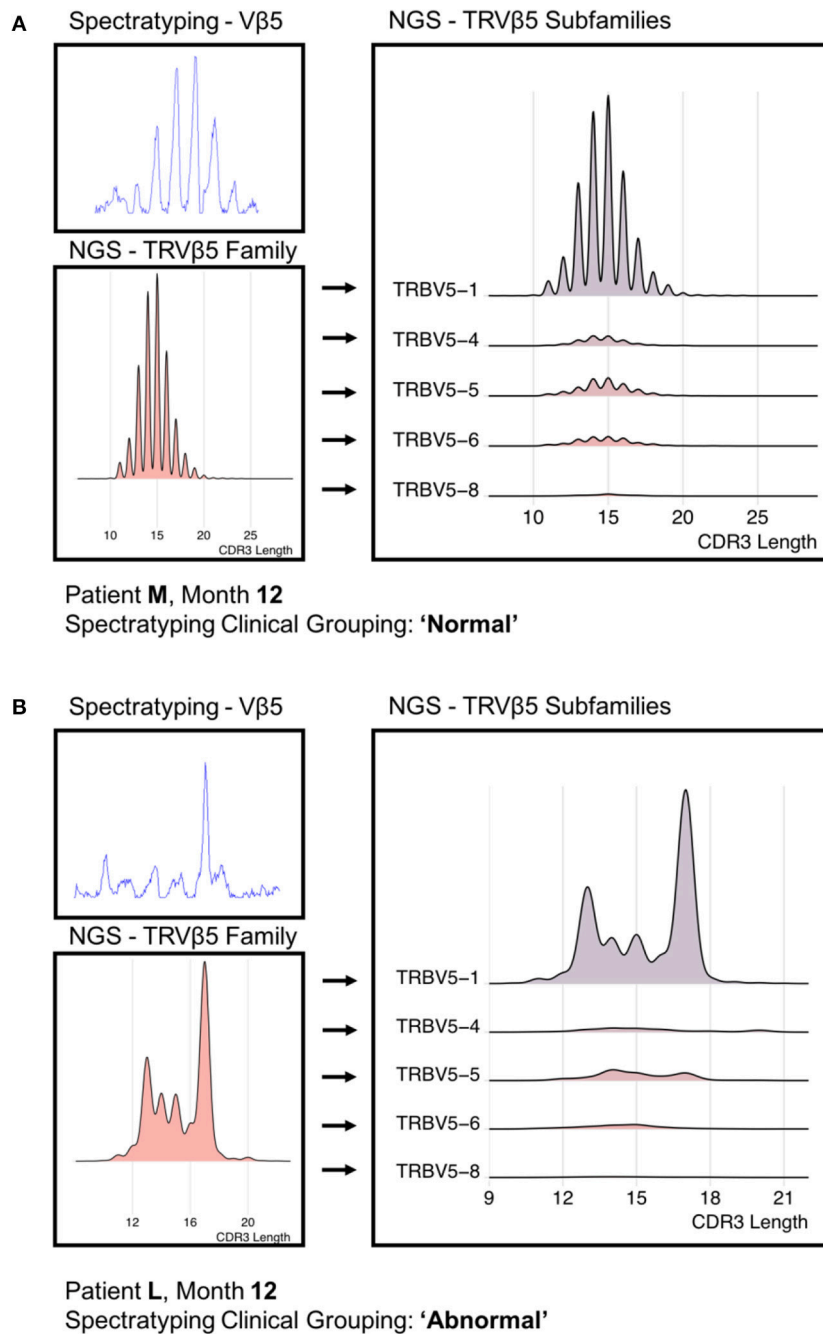 A
Spectratyping - Vβ5
NGS - TRVβ5 Subfamilies
NGS - TRVβ5 Family
10 15 20 25
CDR3 Length
TRBV5–1
TRBV5–4
TRBV5–5
TRBV5–6
TRBV5–8
10 15 20 25
CDR3 Length
Patient M, Month 12
Spectratyping Clinical Grouping: ‘Normal’
B
Spectratyping - Vβ5
NGS - TRVβ5 Subfamilies
NGS - TRVβ5 Family
12 16 20
CDR3 Length
TRBV5–1
TRBV5–4
TRBV5–5
TRBV5–6
TRBV5–8
9 12 15 18 21
CDR3 Length
Patient L, Month 12
Spectratyping Clinical Grouping: ‘Abnormal’